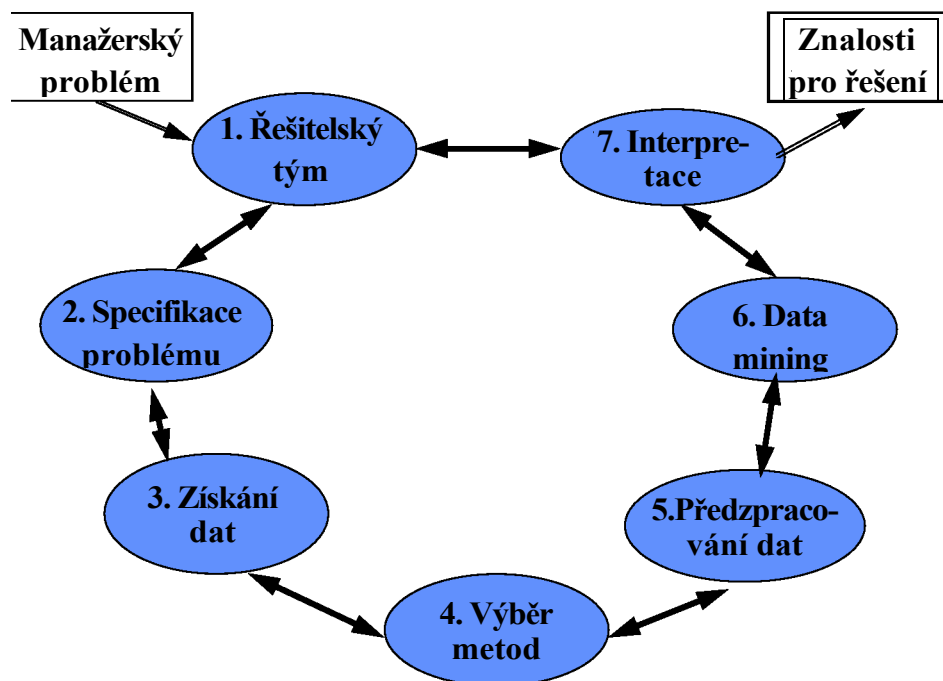 Manažerský
problém
Znalosti
pro řešení
1. Řešitelský
tým
7. Interpre-
tace
2. Specifikace
problému
6. Data
mining
3. Získání
dat
5.Předzpraco-
vání dat
4. Výběr
metod